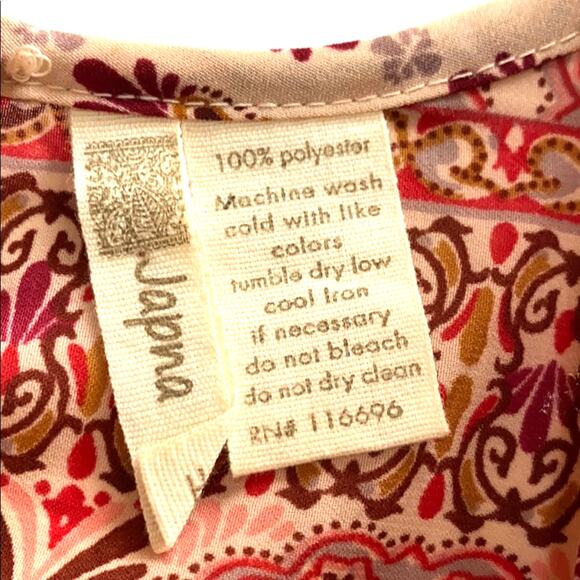 Japna
100% polyester
Machine wash
cold with like
colors
tumble dry low
cool Iron
if necessary
do not bleach
do not dry clean
RN# 116696